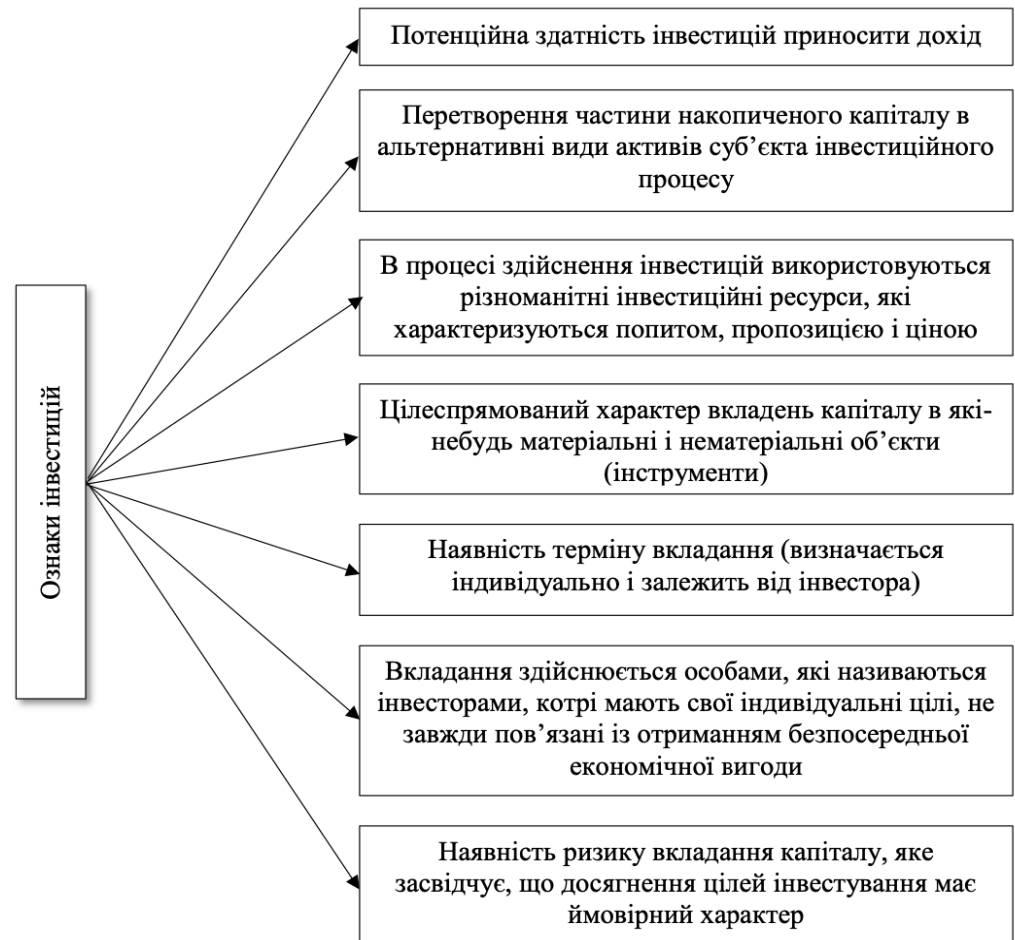 Ознаки інвестицій
Потенційна здатність інвестицій приносити дохід
Перетворення частини накопиченого капіталу в
альтернативні види активів суб’єкта інвестиційного
процесу
В процесі здійснення інвестицій використовуються
різноманітні інвестиційні ресурси, які
характеризуються попитом, пропозицією і ціною
Цілеспрямований характер вкладень капіталу в які-
небудь матеріальні і нематеріальні об’єкти
(інструменти)
Наявність терміну вкладання (визначається
індивідуально і залежить від інвестора)
Вкладання здійснюється особами, які називаються
інвесторами, котрі мають свої індивідуальні цілі, не
завжди пов’язані із отриманням безпосередньої
економічної вигоди
Наявність ризику вкладання капіталу, яке
засвідчує, що досягнення цілей інвестування має
ймовірний характер